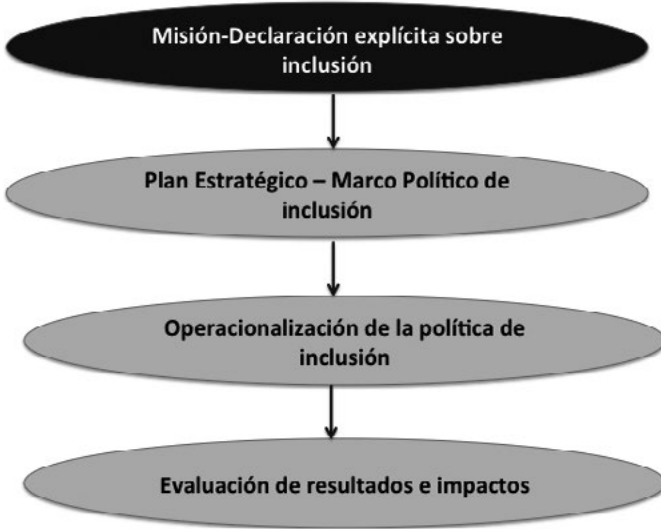 Misión-Declaración explícita sobre
inclusión
Plan Estratégico – Marco Político de
inclusión
Operacionalización de la política de
inclusión
Evaluación de resultados e impactos